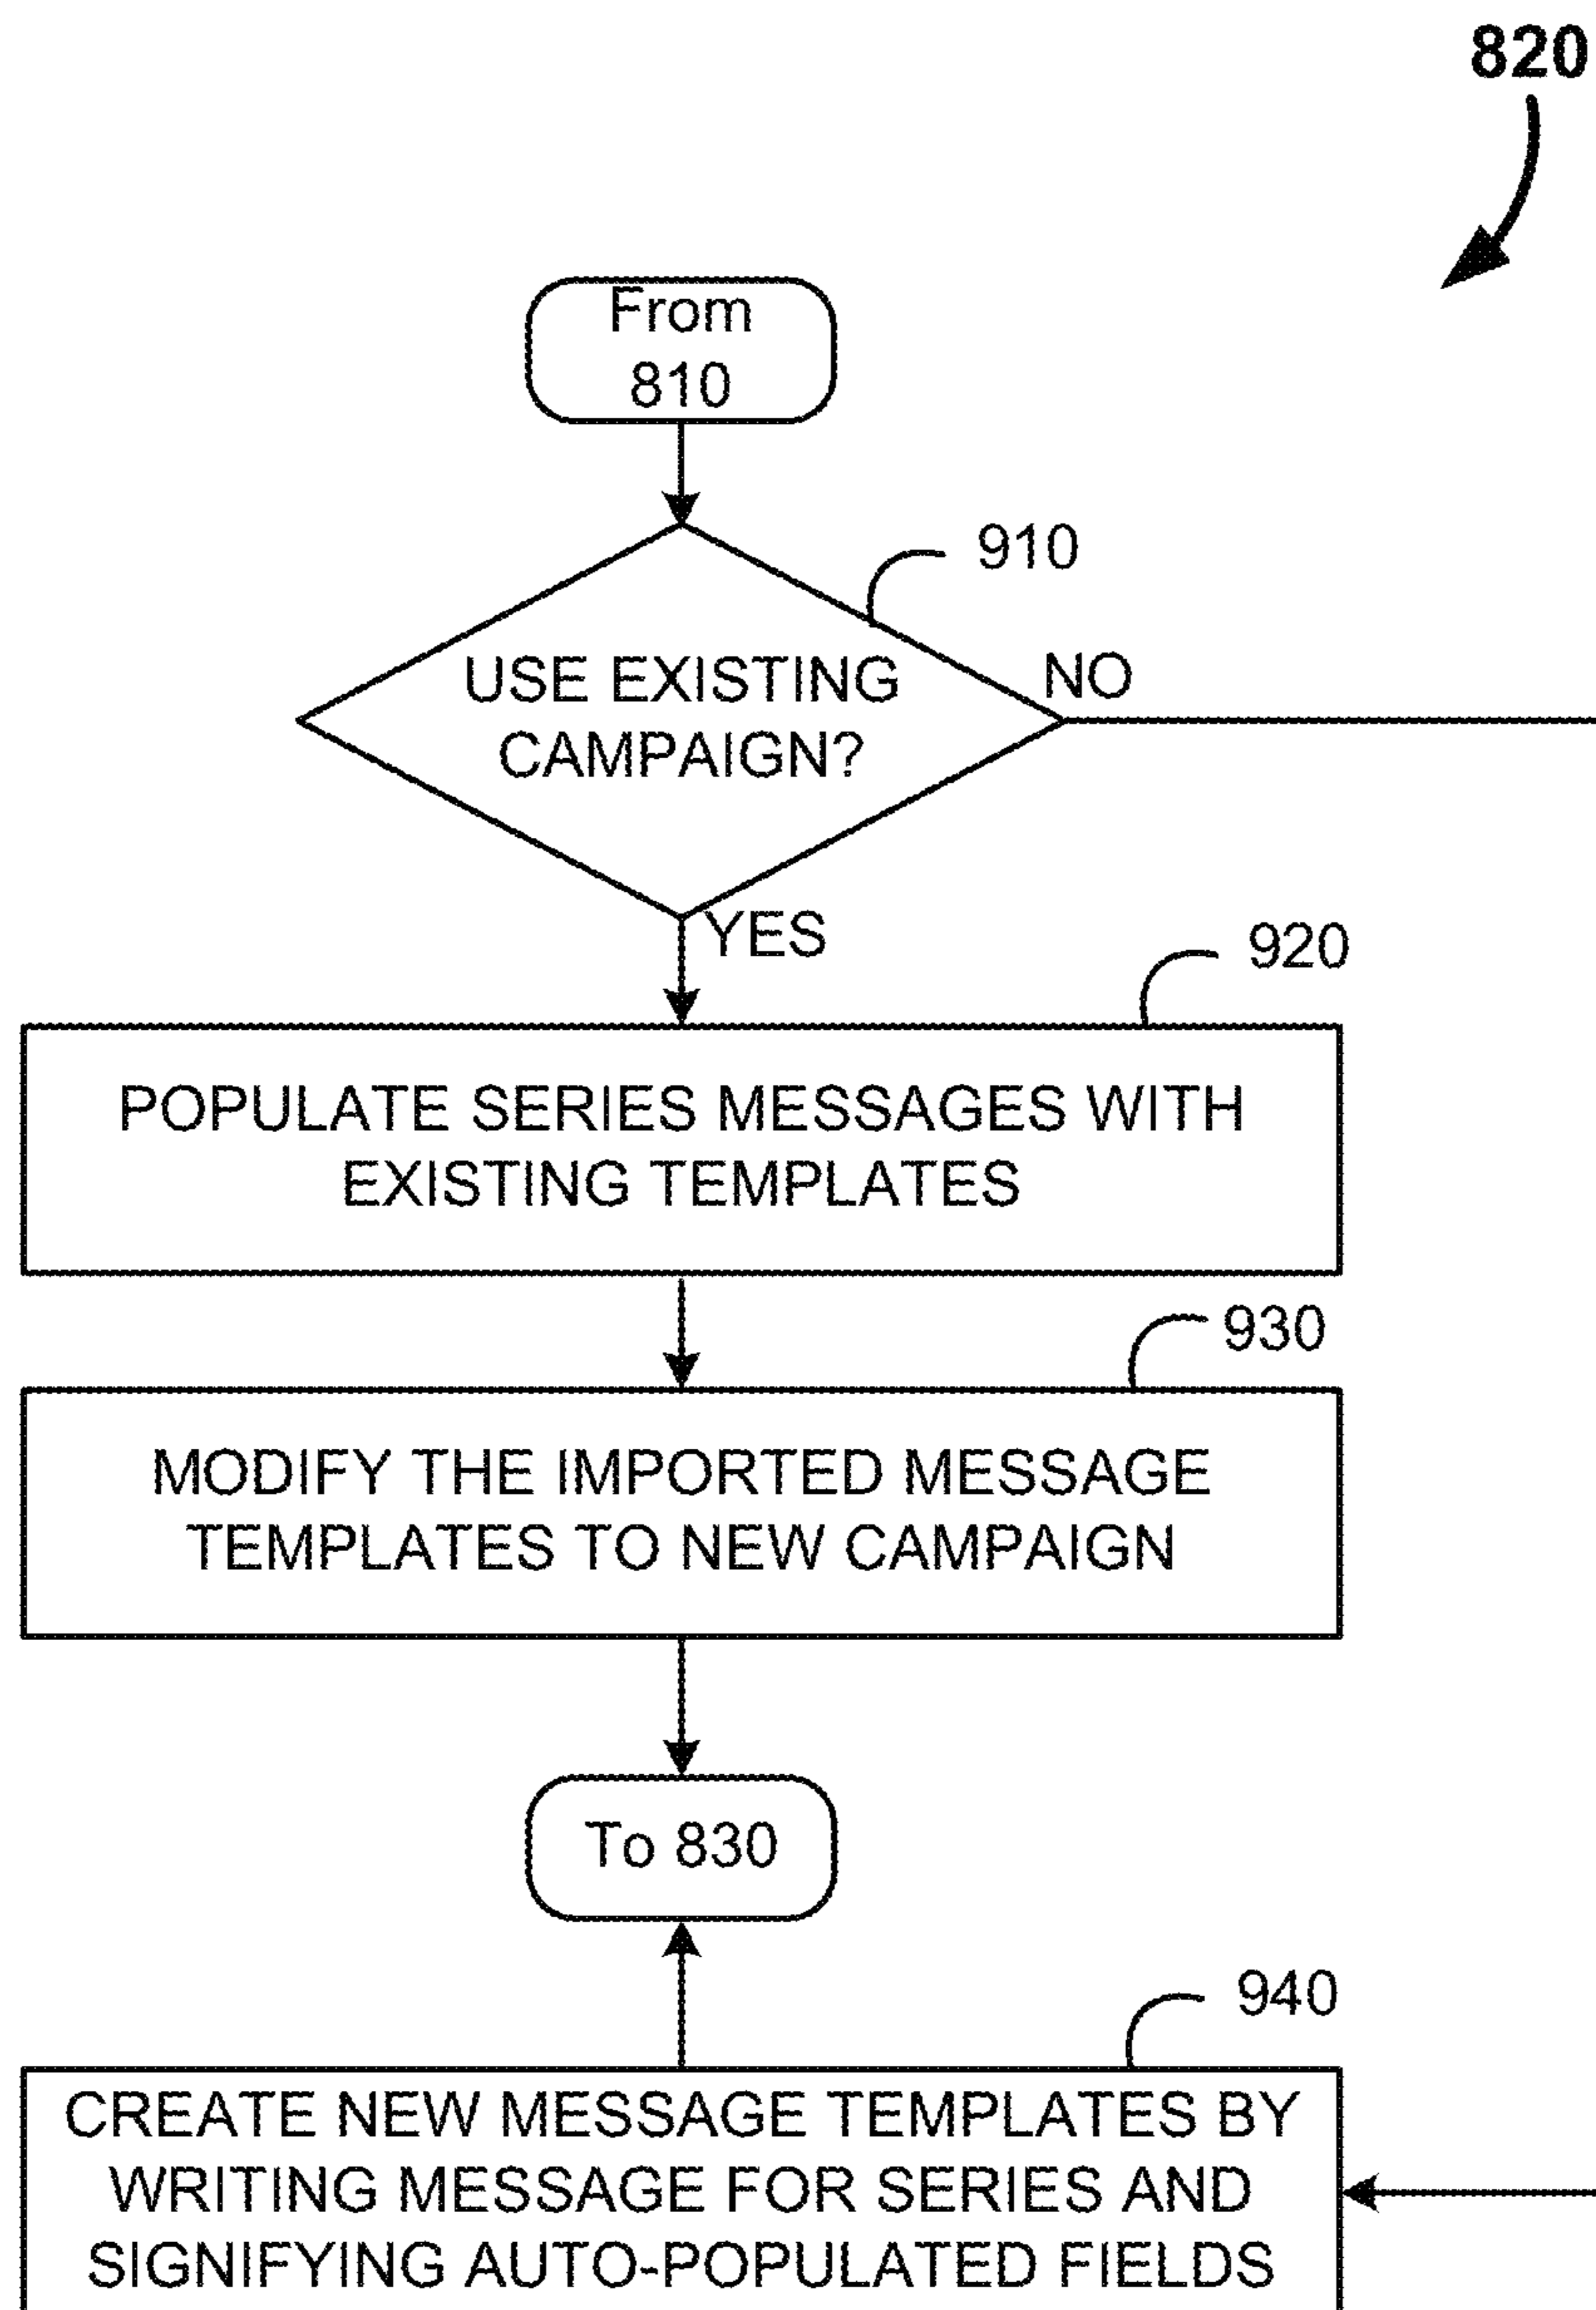 820
From
810
910
USE EXISTING
CAMPAIGN?
NO
YES
920
POPULATE SERIES MESSAGES WITH
EXISTING TEMPLATES
930
MODIFY THE IMPORTED MESSAGE
TEMPLATES TO NEW CAMPAIGN
To 830
940
CREATE NEW MESSAGE TEMPLATES BY
WRITING MESSAGE FOR SERIES AND
SIGNIFYING AUTO-POPULATED FIELDS